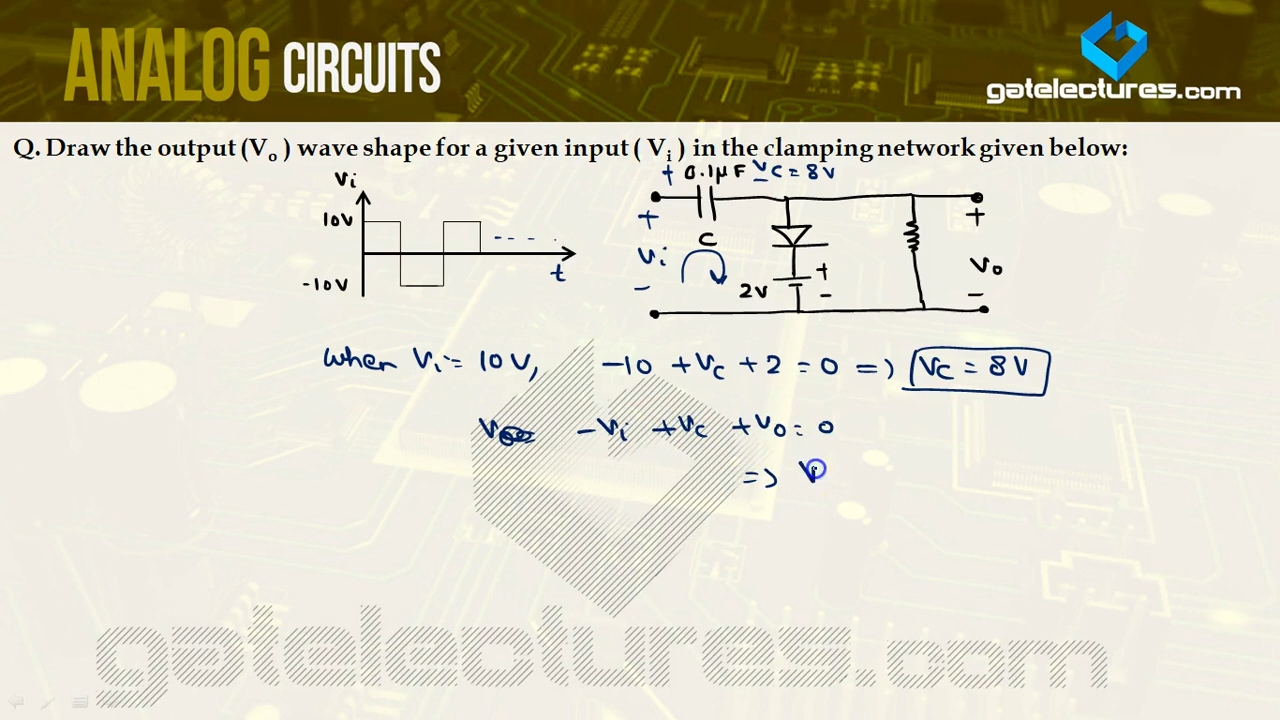 ANALOG CIRCUITS
gatelectures.com
Q. Draw the output (Vo ) wave shape for a given input ( Vi ) in the clamping network given below:
Vi
10V
-10V
t
+ 0.1μF VC = 8V
+
Vi
-
C
2V
+
-
+
Vo
-
When Vi = 10V, -10 + VC + 2 = 0 => VC = 8V
-Vi + VC + Vo = 0
=> V
gatelectures.com